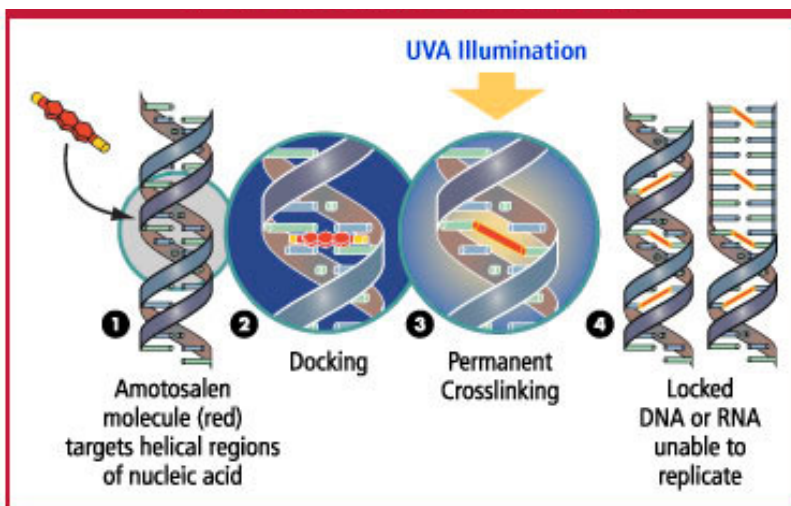 UVA Illumination
1
2
3
4
Docking
Permanent
Crosslinking
Amotosalen
molecule (red)
targets helical regions
of nucleic acid
Locked
DNA or RNA
unable to
replicate